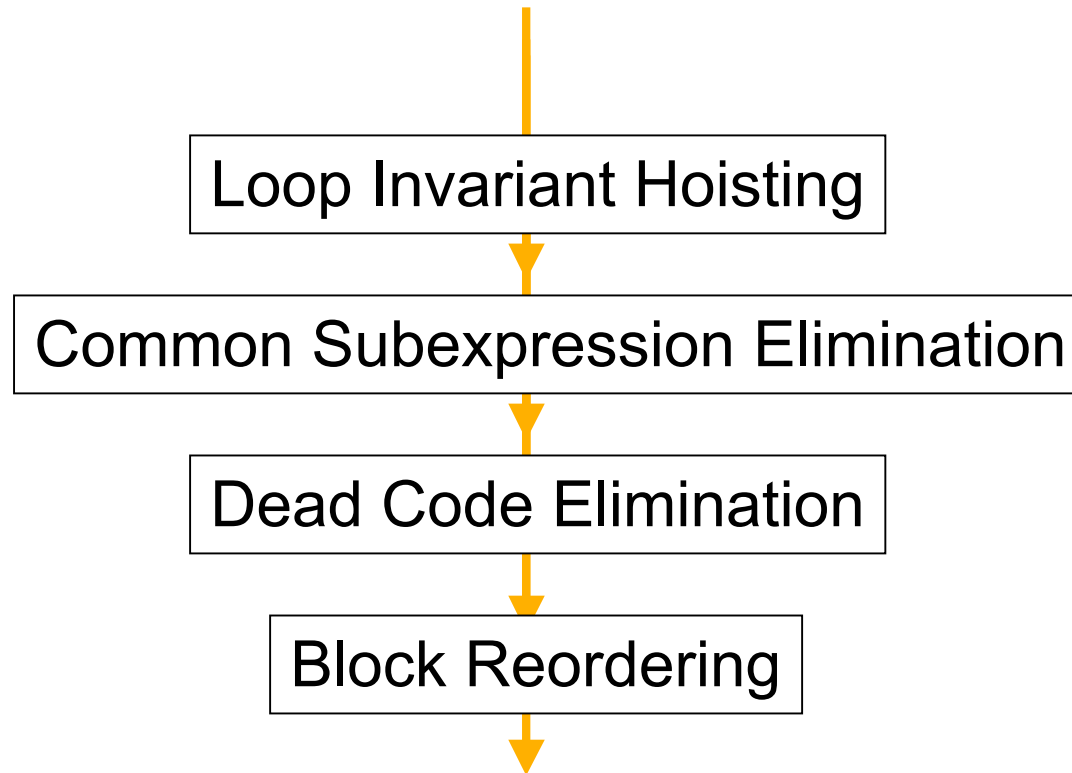 Loop Invariant Hoisting
Common Subexpression Elimination
Dead Code Elimination
Block Reordering